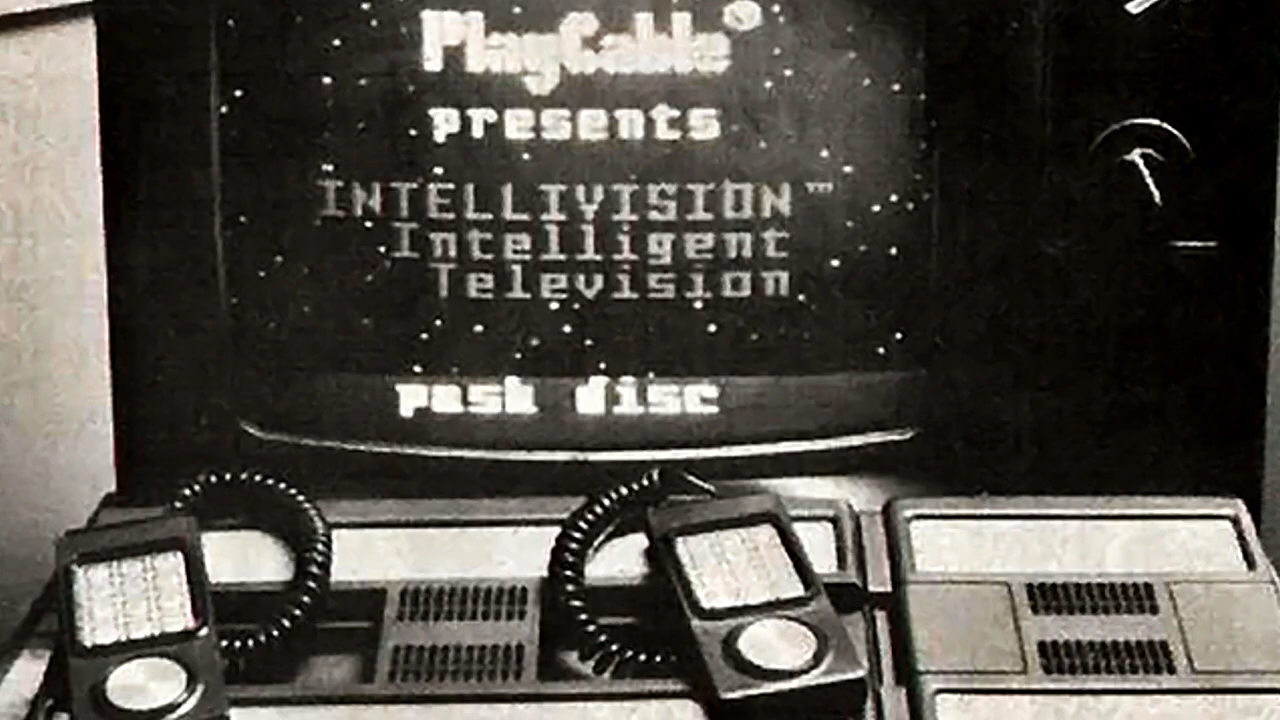 PlayCable®
presents
INTELLIVISION™
Intelligent
Television
push disc